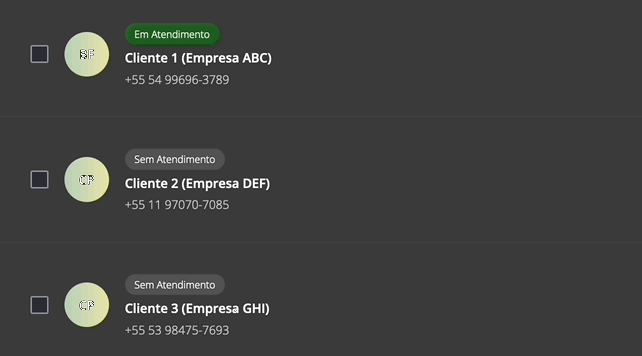 Em Atendimento
Cliente 1 (Empresa ABC)
+55 54 99696-3789
Sem Atendimento
CP
Cliente 2 (Empresa DEF)
+55 11 97070-7085
Sem Atendimento
CP
Cliente 3 (Empresa GHI)
+55 53 98475-7693